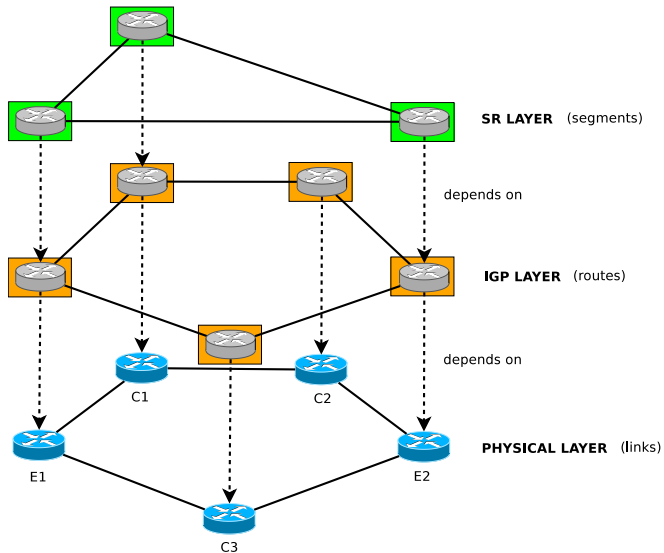 SR LAYER (segments)
depends on
IGP LAYER (routes)
depends on
C1
C2
PHYSICAL LAYER (links)
E1
E2
C3